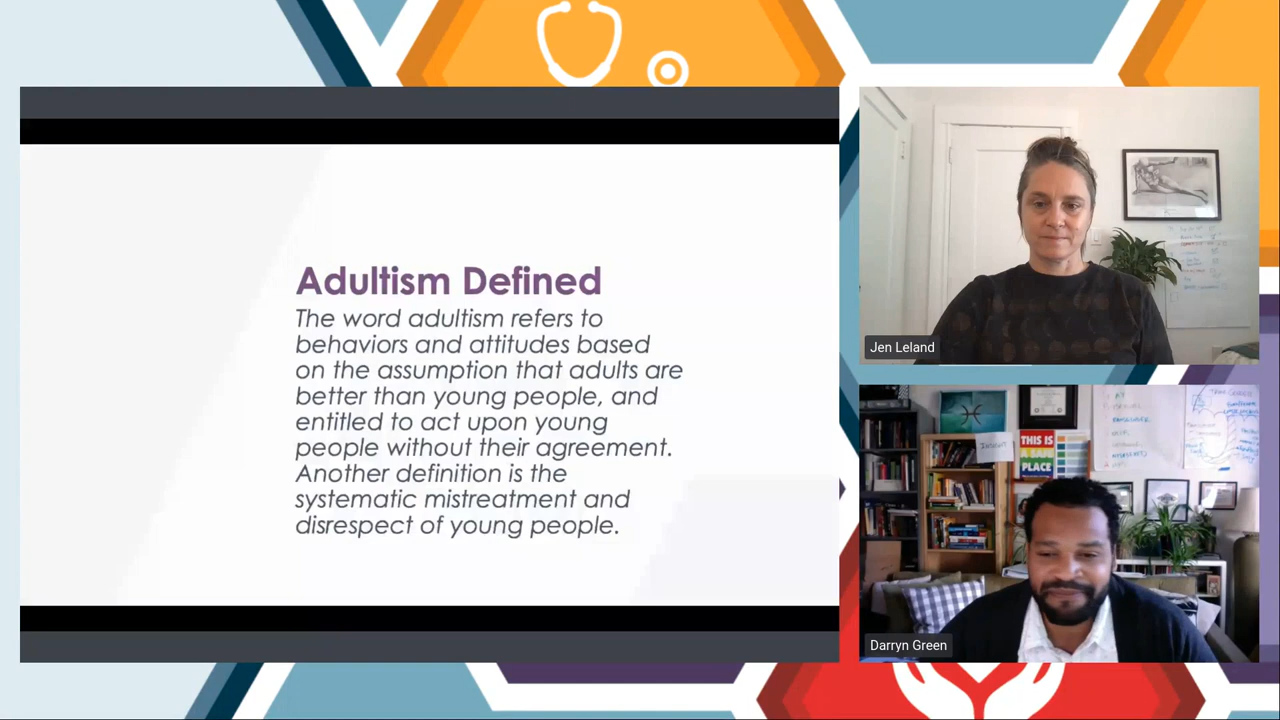 Adultism Defined
The word adultism refers to
behaviors and attitudes based
on the assumption that adults are
better than young people, and
entitled to act upon young
people without their agreement.
Another definition is the
systematic mistreatment and
disrespect of young people.
Jen Leland
THIS IS
A SAFE
PLACE
Darryn Green